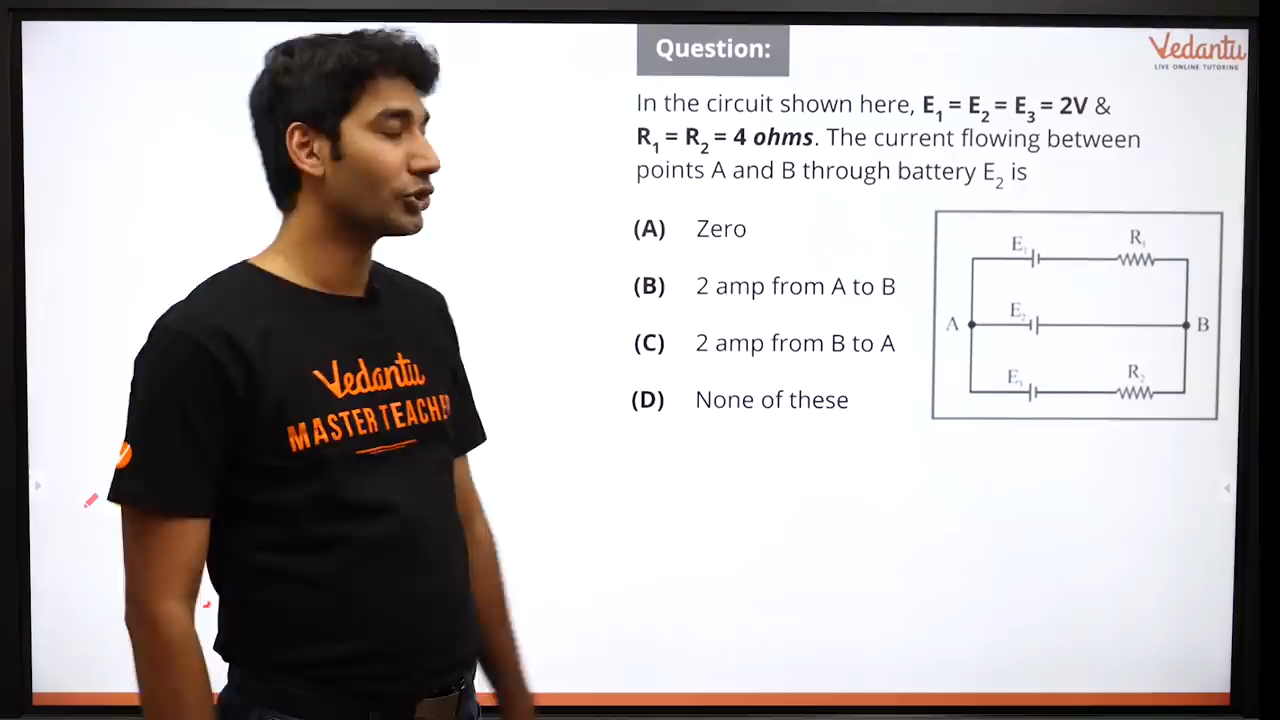 Question:
Vedantu
LIVE ONLINE TUTORING
In the circuit shown here, E₁ = E₂ = E₃ = 2V &
R₁ = R₂ = 4 ohms. The current flowing between
points A and B through battery E₂ is
(A) Zero
(B) 2 amp from A to B
(C) 2 amp from B to A
(D) None of these
E₁ R₁
E₂
A B
E₃ R₂
Vedantu
MASTER TEACHER